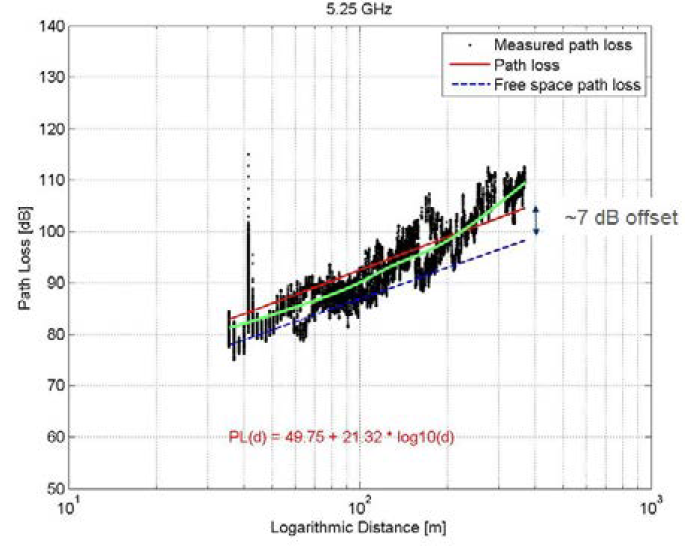 5.25 GHz
140
130
120
110
100
90
80
70
60
50
Path Loss [dB]
Measured path loss
Path loss
Free space path loss
~7 dB offset
PL(d) = 49.75 + 21.32 * log10(d)
10^1
10^2
10^3
Logarithmic Distance [m]